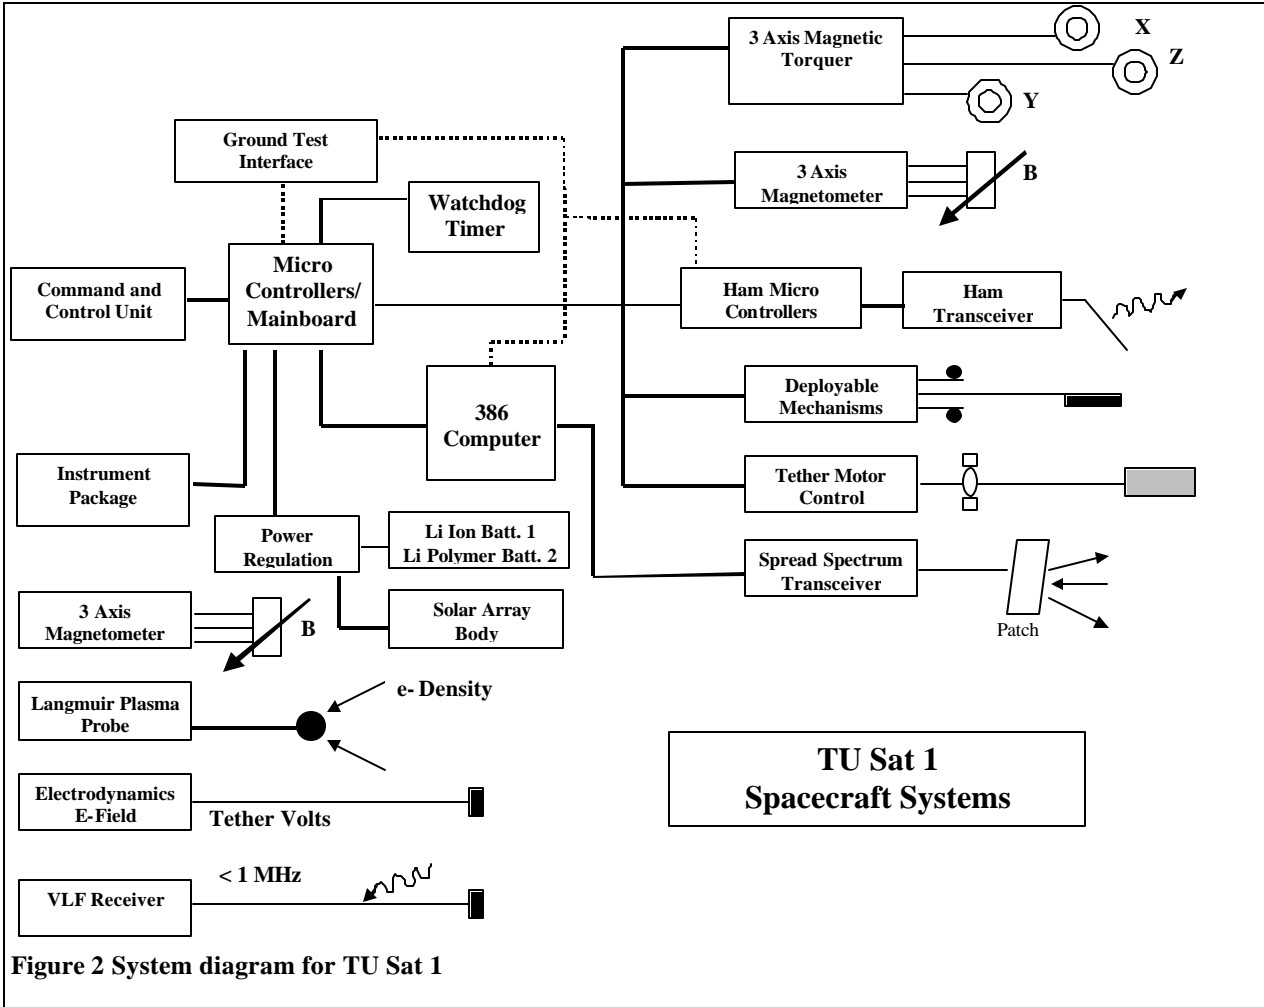 3 Axis Magnetic
Torquer
X
Z
Y
Ground Test
Interface
3 Axis
Magnetometer
B
Watchdog
Timer
Micro
Controllers/
Mainboard
Command and
Control Unit
Ham Micro
Controllers
Ham
Transceiver
386
Computer
Deployable
Mechanisms
Instrument
Package
Tether Motor
Control
Power
Regulation
Li Ion Batt. 1
Li Polymer Batt. 2
Spread Spectrum
Transceiver
Patch
3 Axis
Magnetometer
B
Solar Array
Body
Langmuir Plasma
Probe
e- Density
Electrodynamics
E-Field
Tether Volts
TU Sat 1
Spacecraft Systems
VLF Receiver
< 1 MHz
Figure 2 System diagram for TU Sat 1